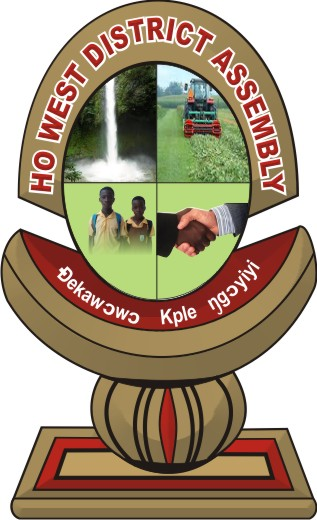 HO WEST DISTRICT ASSEMBLY
Ɖekawɔwɔ Kple ŋgɔyiyi